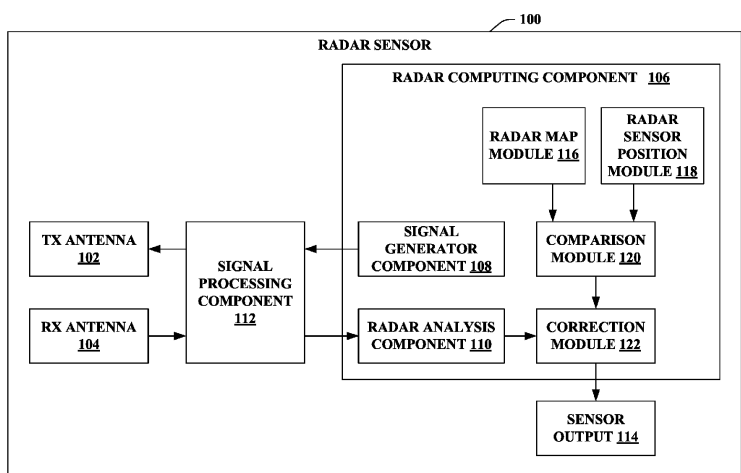 100
RADAR SENSOR
RADAR COMPUTING COMPONENT 106
RADAR MAP
MODULE 116
RADAR
SENSOR
POSITION
MODULE 118
TX ANTENNA
102
SIGNAL
PROCESSING
COMPONENT
112
SIGNAL
GENERATOR
COMPONENT 108
COMPARISON
MODULE 120
RX ANTENNA
104
RADAR ANALYSIS
COMPONENT 110
CORRECTION
MODULE 122
SENSOR
OUTPUT 114